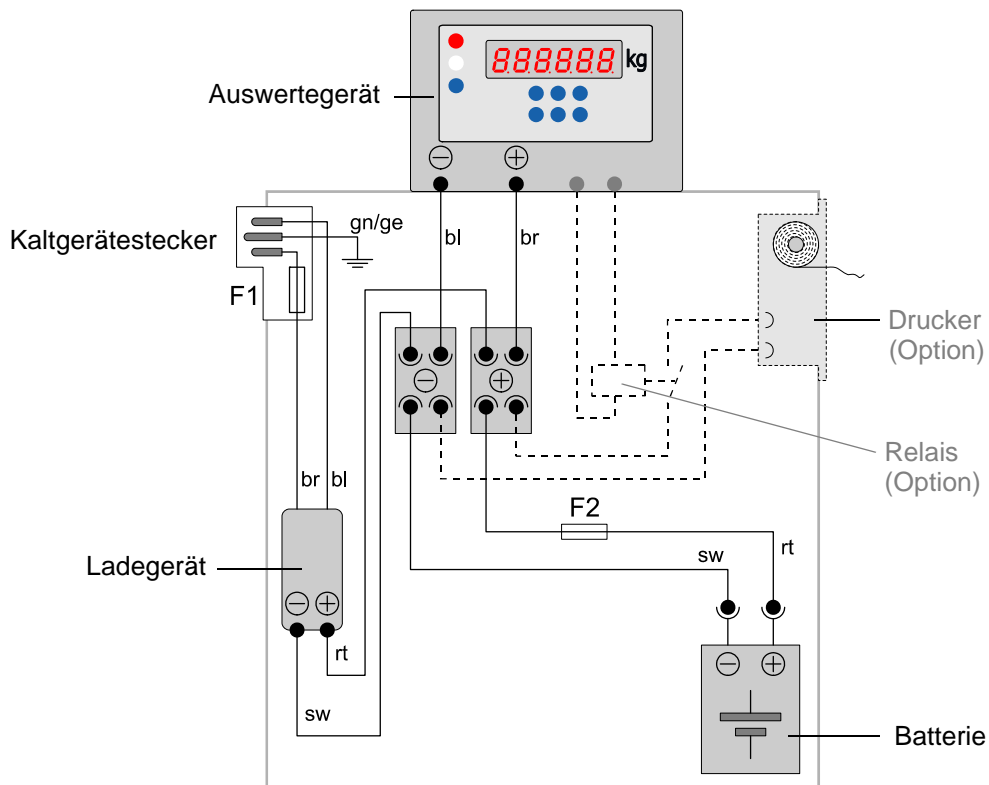 888888 kg
Auswertegerät
Kaltgerätestecker
gn/ge
bl
br
F1
Drucker
(Option)
Relais
(Option)
br
bl
F2
sw
rt
Ladegerät
rt
sw
Batterie